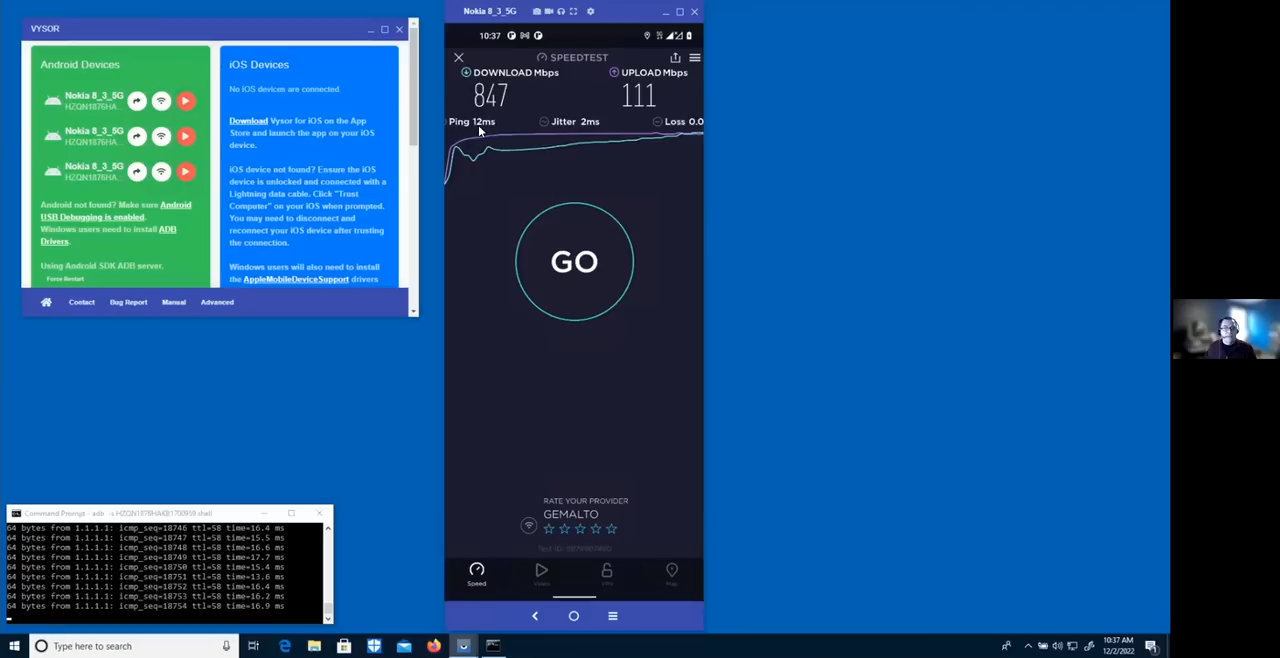 VYSOR
Android Devices
Nokia 8_3_5G
HZQN1876HA...
Nokia 8_3_5G
HZQN1876HA...
Nokia 8_3_5G
HZQN1876HA...
Android not found? Make sure Android
USB Debugging is enabled.
Windows users need to install ADB
Drivers.
Using Android SDK ADB server.
Force Restart
iOS Devices
No iOS devices are connected.
Download Vysor for iOS on the App
Store and launch the app on your iOS
device.
iOS device not found? Ensure the iOS
device is unlocked and connected with a
Lightning data cable. Click "Trust
Computer" on your iOS when prompted.
You may need to disconnect and
reconnect your iOS device after trusting
the connection.
Windows users will also need to install
the AppleMobileDeviceSupport drivers
Contact Bug Report Manual Advanced
Nokia 8_3_5G
10:37
SPEEDTEST
DOWNLOAD Mbps UPLOAD Mbps
847 111
Ping 12ms Jitter 2ms Loss 0.0
GO
RATE YOUR PROVIDER
GEMALTO
Speed Video VPN Map
Command Prompt - adb -s shell
64 bytes from 1.1.1.1: icmp_seq=18746 ttl=58 time=16.4 ms
64 bytes from 1.1.1.1: icmp_seq=18747 ttl=58 time=15.5 ms
64 bytes from 1.1.1.1: icmp_seq=18748 ttl=58 time=16.6 ms
64 bytes from 1.1.1.1: icmp_seq=18749 ttl=58 time=17.7 ms
64 bytes from 1.1.1.1: icmp_seq=18750 ttl=58 time=15.4 ms
64 bytes from 1.1.1.1: icmp_seq=18751 ttl=58 time=13.6 ms
64 bytes from 1.1.1.1: icmp_seq=18752 ttl=58 time=16.4 ms
64 bytes from 1.1.1.1: icmp_seq=18753 ttl=58 time=16.2 ms
64 bytes from 1.1.1.1: icmp_seq=18754 ttl=58 time=16.9 ms
Type here to search
10:37 AM
12/2/2022